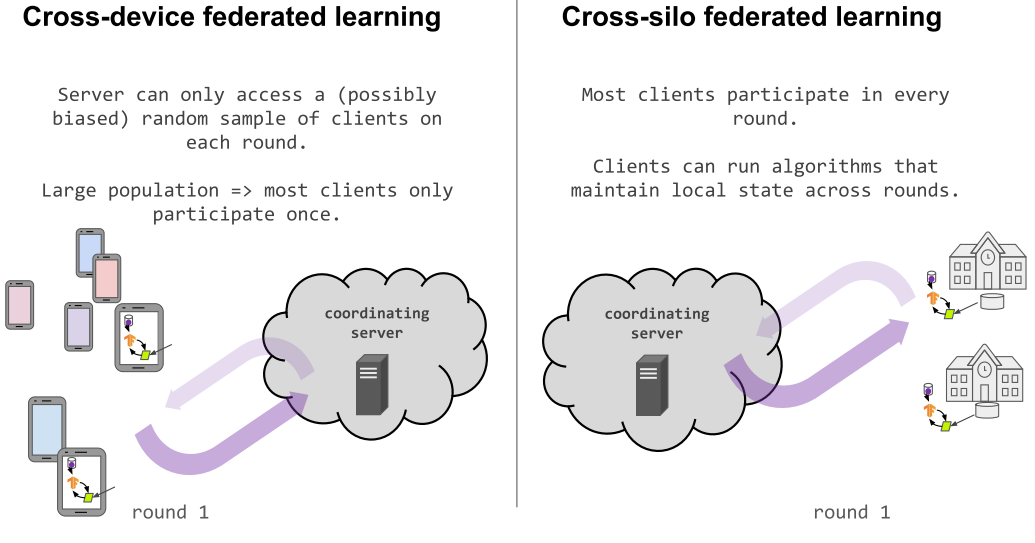 Cross-device federated learning
Server can only access a (possibly
biased) random sample of clients on
each round.
Large population => most clients only
participate once.
coordinating
server
round 1
Cross-silo federated learning
Most clients participate in every
round.
Clients can run algorithms that
maintain local state across rounds.
coordinating
server
round 1